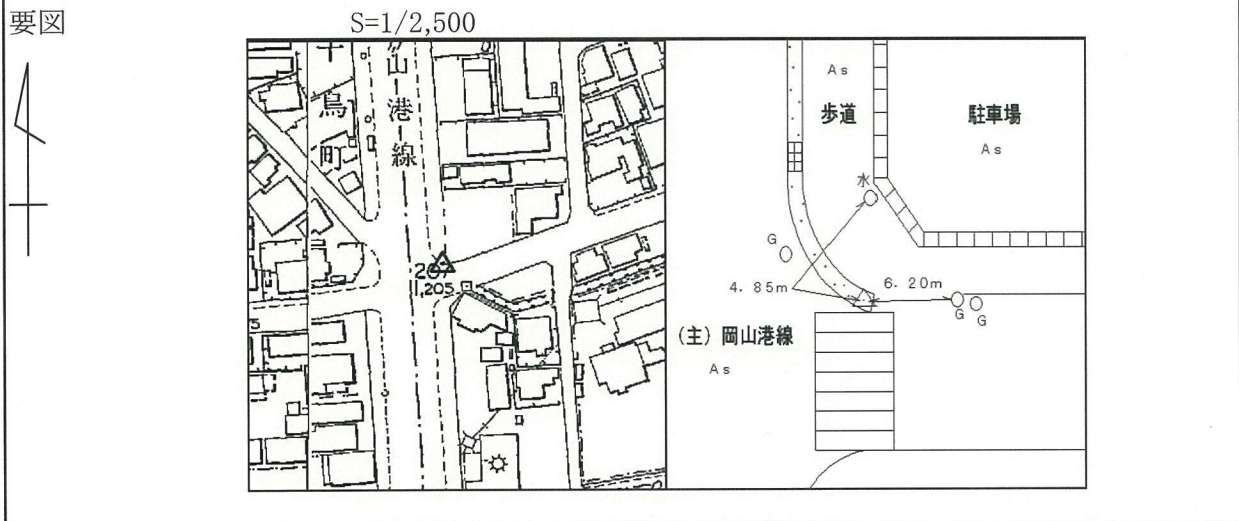 要図
S=1/2,500
山港線
鳥町
207
1,205
As
歩道
駐車場
As
水
G
4.85m
6.20m
G
G
(主)岡山港線
As